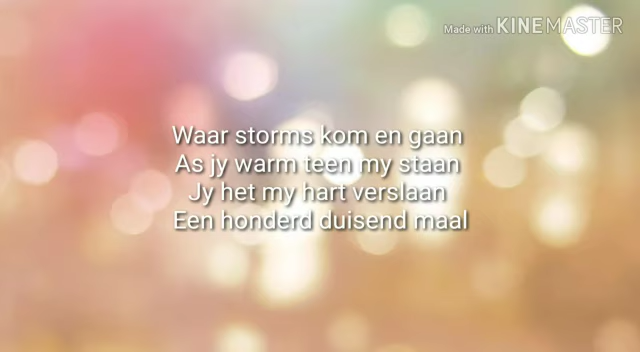 Made with KINEMASTER
Waar storms kom en gaan
As jy warm teen my staan
Jy het my hart verslaan
Een honderd duisend maal